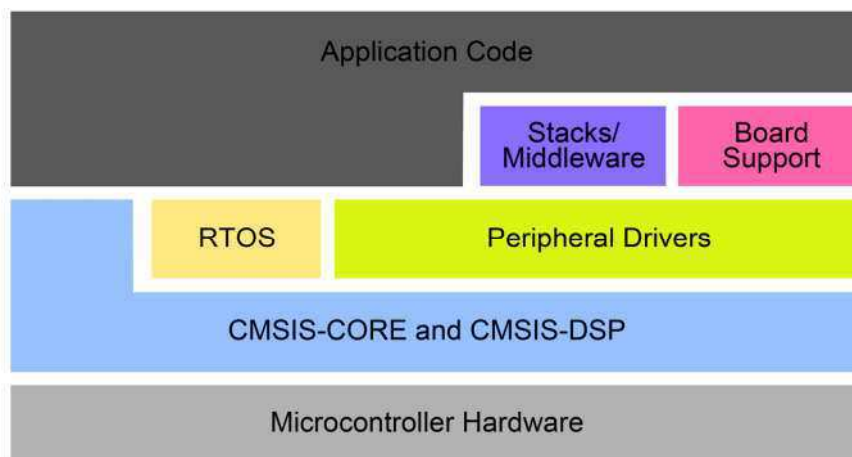 Application Code
Stacks/
Middleware
Board
Support
RTOS
Peripheral Drivers
CMSIS-CORE and CMSIS-DSP
Microcontroller Hardware